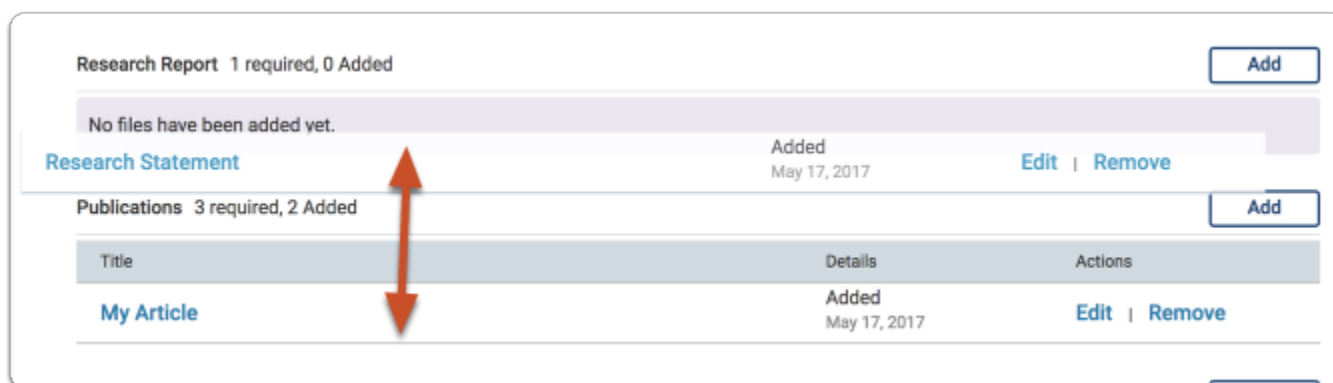 Research Report 1 required, 0 Added Add
No files have been added yet.
Research Statement Added Edit | Remove
May 17, 2017
Publications 3 required, 2 Added Add
Title Details Actions
My Article Added Edit | Remove
May 17, 2017